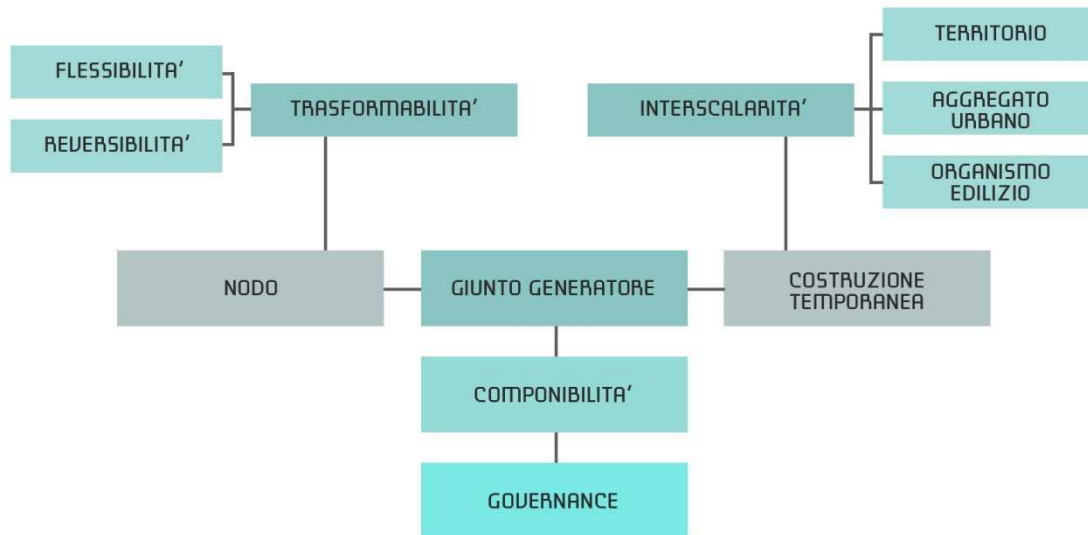 TERRITORIO
FLESSIBILITA'
TRASFORMABILITA'
INTERSCALARITA'
AGGREGATO
URBANO
REVERSIBILITA'
ORGANISMO
EDILIZIO
NODO
GIUNTO GENERATORE
COSTRUZIONE
TEMPORANEA
COMPONIBILITA'
GOVERNANCE